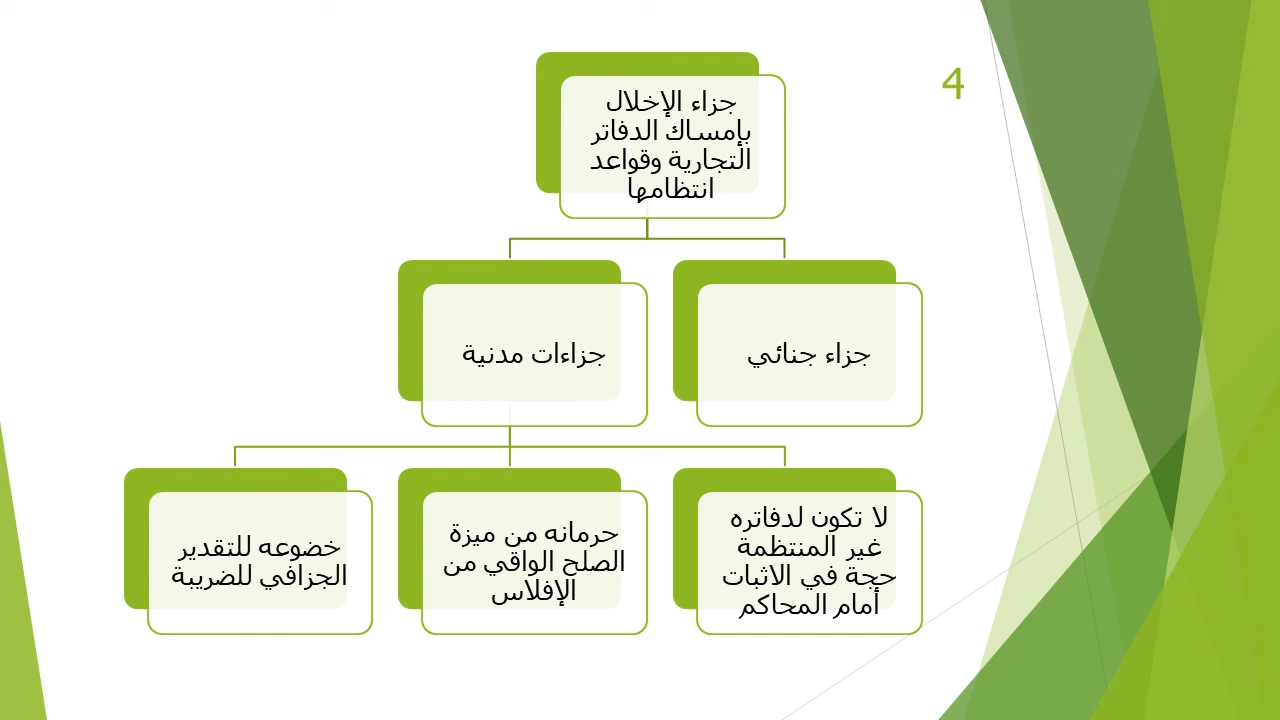 4
جزاء الإخلال
بإمساك الدفاتر
التجارية وقواعد
انتظامها
جزاء جنائي
جزاءات مدنية
لا تكون لدفاتره
غير المنتظمة
حجة في الاثبات
أمام المحاكم
حرمانه من ميزة
الصلح الواقي من
الإفلاس
خضوعه للتقدير
الجزافي للضريبة